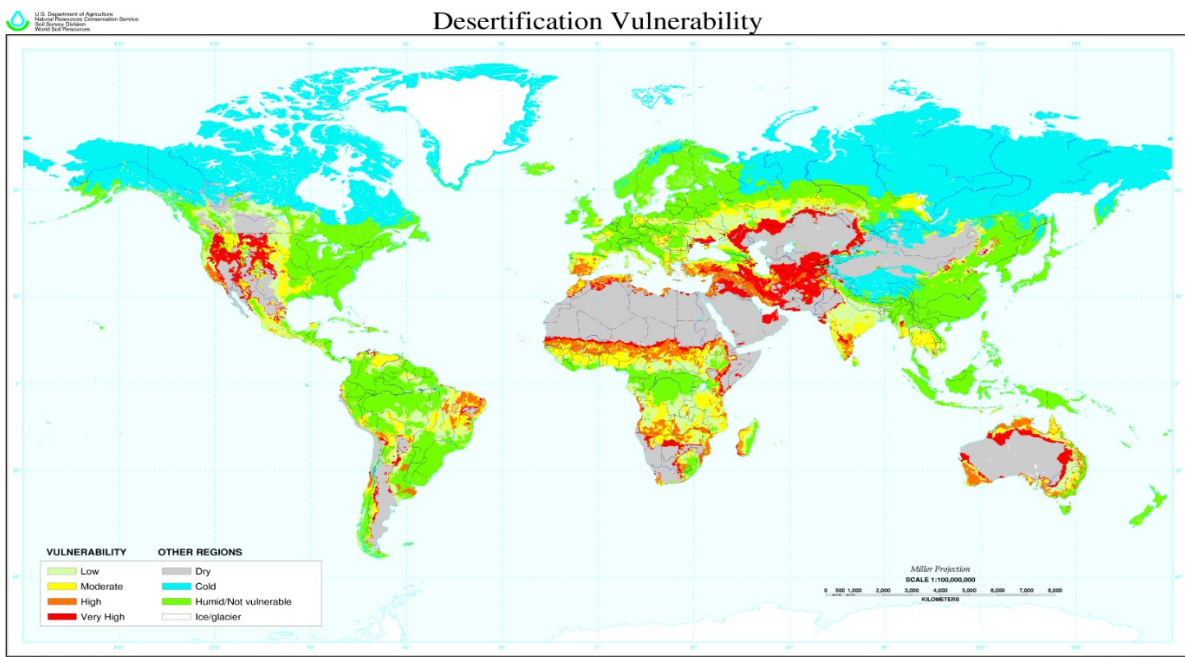 U.S. Department of Agriculture
Natural Resources Conservation Service
Soil Survey Division
World Soil Resources
Desertification Vulnerability
VULNERABILITY
Low
Moderate
High
Very High
OTHER REGIONS
Dry
Cold
Humid/Not vulnerable
Ice/glacier
Miller Projection
SCALE 1:100,000,000
0 500 1,000 2,000 3,000 4,000 5,000 6,000 7,000 8,000
KILOMETERS